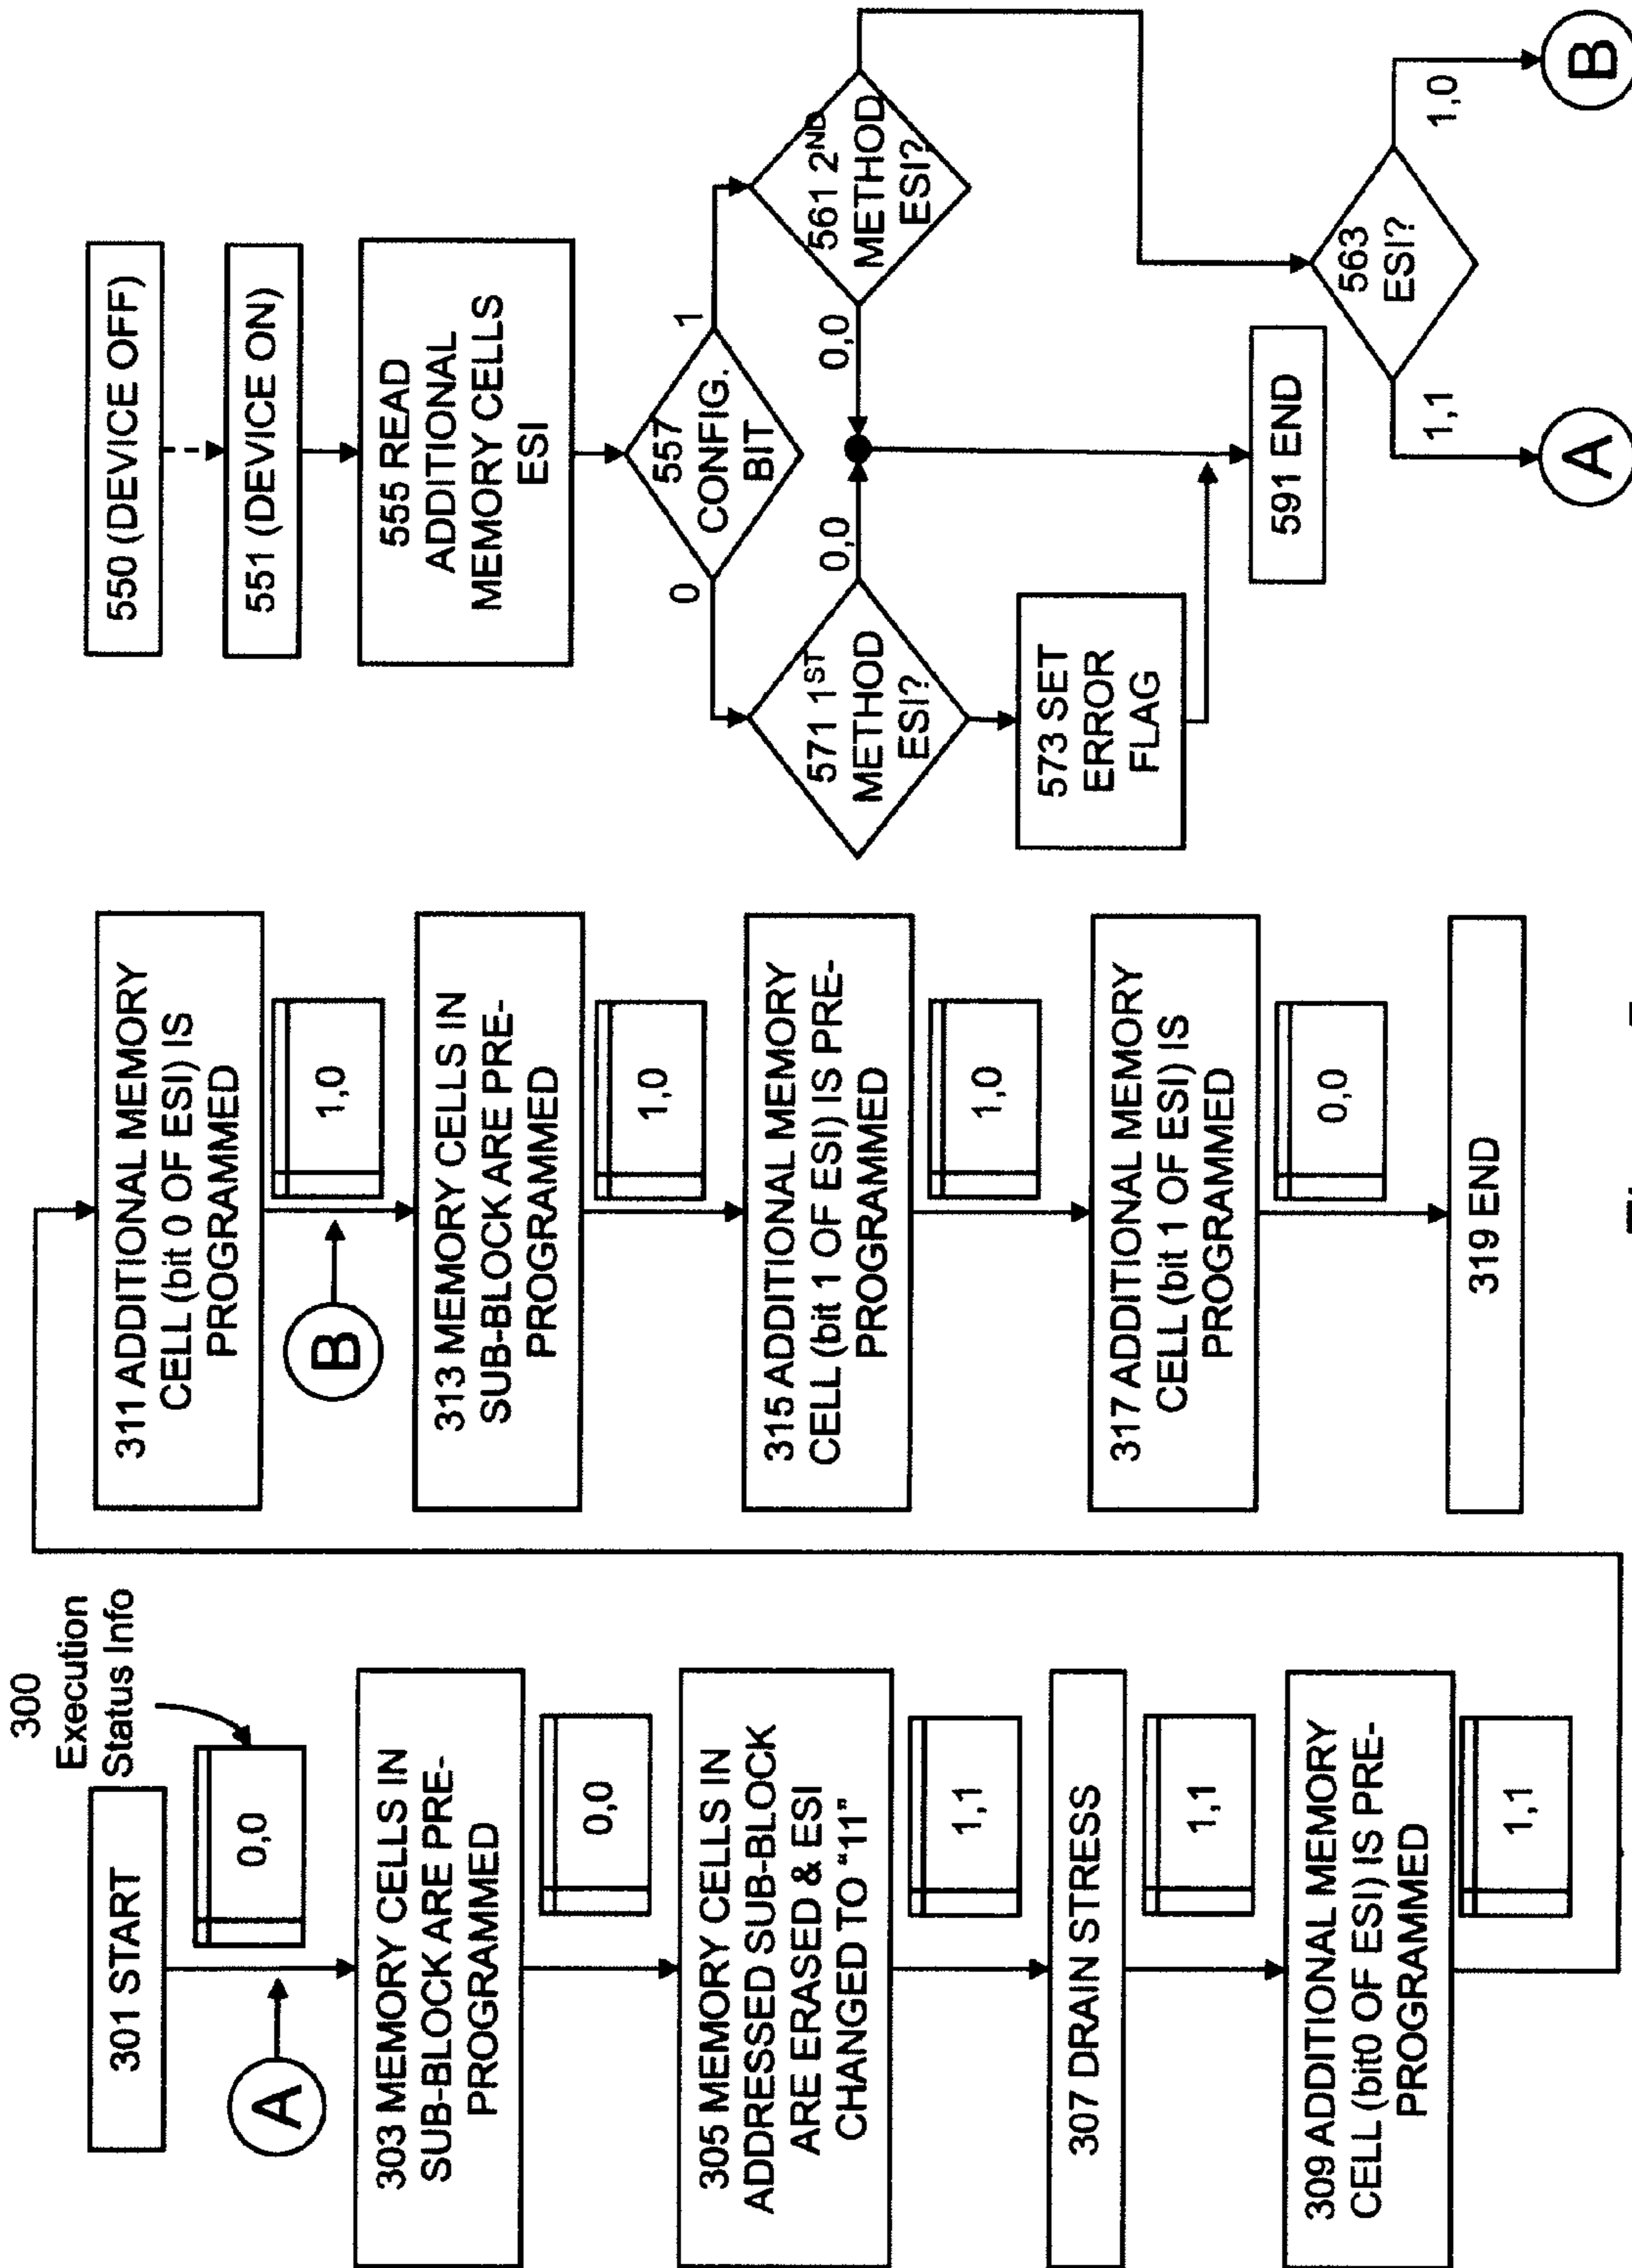 300
Execution
Status Info
301 START
0,0
A
303 MEMORY CELLS IN
SUB-BLOCK ARE PRE-
PROGRAMMED
0,0
305 MEMORY CELLS IN
ADDRESSED SUB-BLOCK
ARE ERASED & ESI
CHANGED TO "11"
1,1
307 DRAIN STRESS
1,1
309 ADDITIONAL MEMORY
CELL (bit0 OF ESI) IS PRE-
PROGRAMMED
1,1
311 ADDITIONAL MEMORY
CELL (bit 0 OF ESI) IS
PROGRAMMED
1,0
B
313 MEMORY CELLS IN
SUB-BLOCK ARE PRE-
PROGRAMMED
1,0
315 ADDITIONAL MEMORY
CELL (bit 1 OF ESI) IS PRE-
PROGRAMMED
1,0
317 ADDITIONAL MEMORY
CELL (bit 1 OF ESI) IS
PROGRAMMED
0,0
319 END
550 (DEVICE OFF)
551 (DEVICE ON)
555 READ
ADDITIONAL
MEMORY CELLS
ESI
557
CONFIG.
BIT
0
1
571 1ST
METHOD
ESI?
0,0
0,0
561 2ND
METHOD
ESI?
573 SET
ERROR
FLAG
591 END
563
ESI?
1,1
1,0
A
B